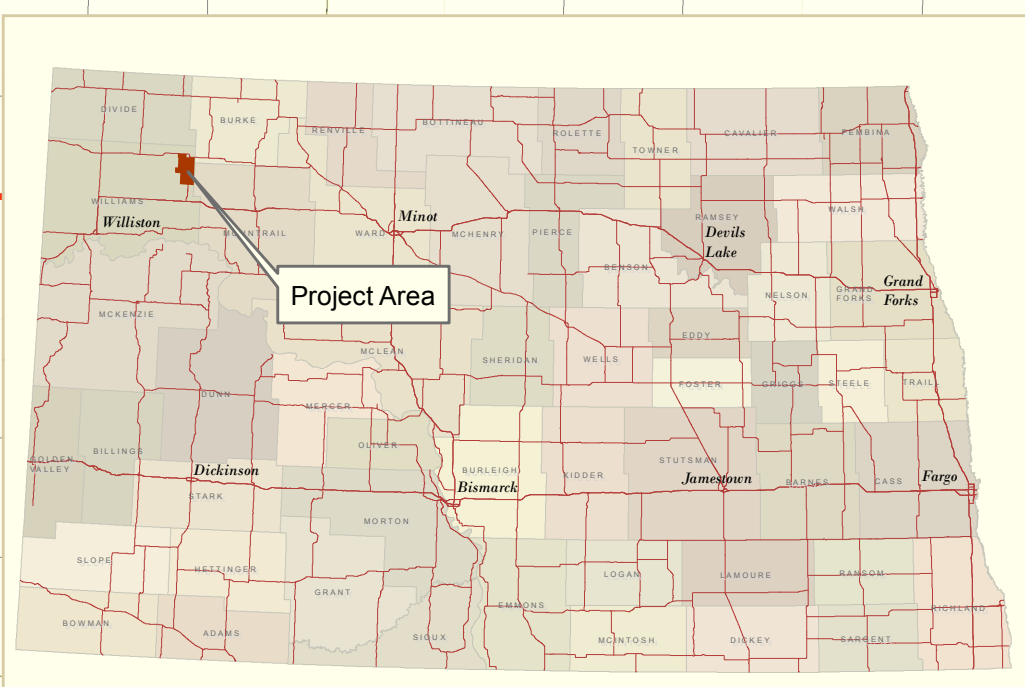 DIVIDE
BURKE
RENVILLE
BOTTINEAU
ROLETTE
TOWNER
CAVALIER
PEMBINA
WILLIAMS
Williston
MOUNTRAIL
WARD
Minot
MCHENRY
PIERCE
BENSON
RAMSEY
Devils
Lake
WALSH
Project Area
NELSON
GRAND
FORKS
Grand
Forks
MCKENZIE
MCLEAN
SHERIDAN
WELLS
EDDY
FOSTER
GRIGGS
STEELE
TRAILL
DUNN
MERCER
OLIVER
GOLDEN
VALLEY
BILLINGS
Dickinson
STARK
BURLEIGH
Bismarck
KIDDER
STUTSMAN
Jamestown
BARNES
CASS
Fargo
MORTON
SLOPE
HETTINGER
GRANT
EMMONS
LOGAN
LAMOURE
RANSOM
RICHLAND
BOWMAN
ADAMS
SIOUX
MCINTOSH
DICKEY
SARGENT